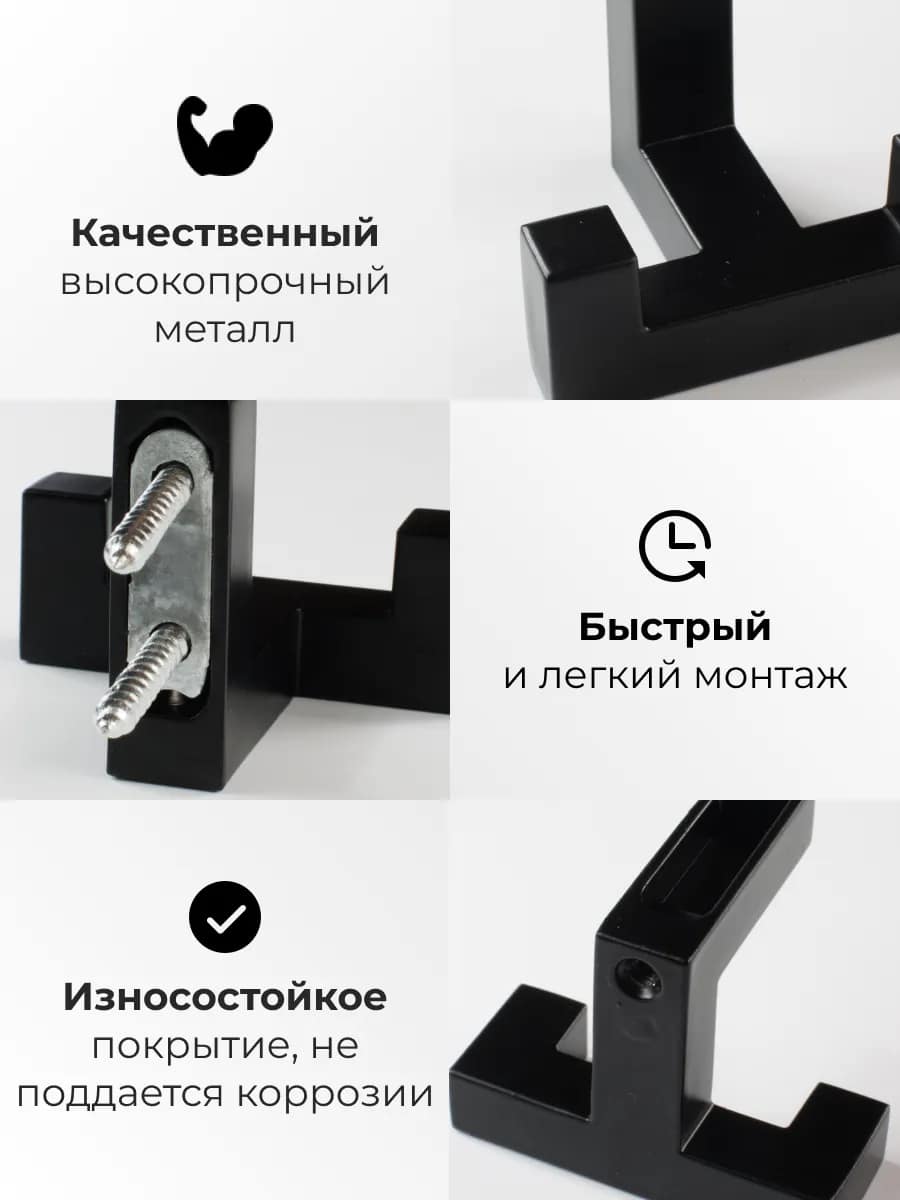 Качественный
высокопрочный
металл
Быстрый
и легкий монтаж
Износостойкое
покрытие, не
поддается коррозии